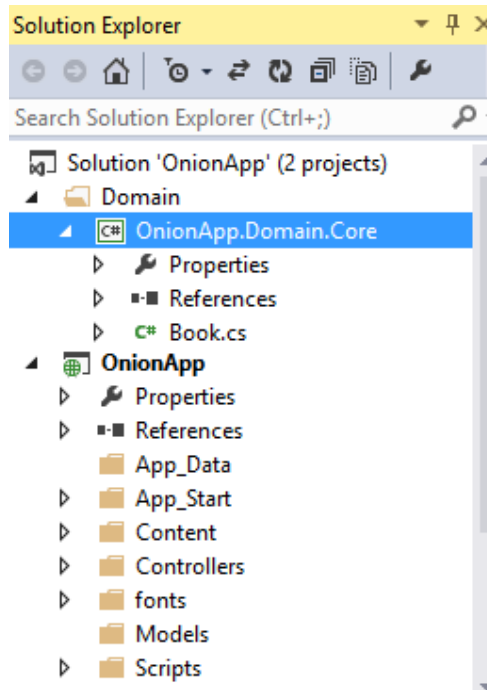 Solution Explorer
Search Solution Explorer (Ctrl+;)
Solution 'OnionApp' (2 projects)
Domain
C# OnionApp.Domain.Core
Properties
References
C# Book.cs
OnionApp
Properties
References
App_Data
App_Start
Content
Controllers
fonts
Models
Scripts